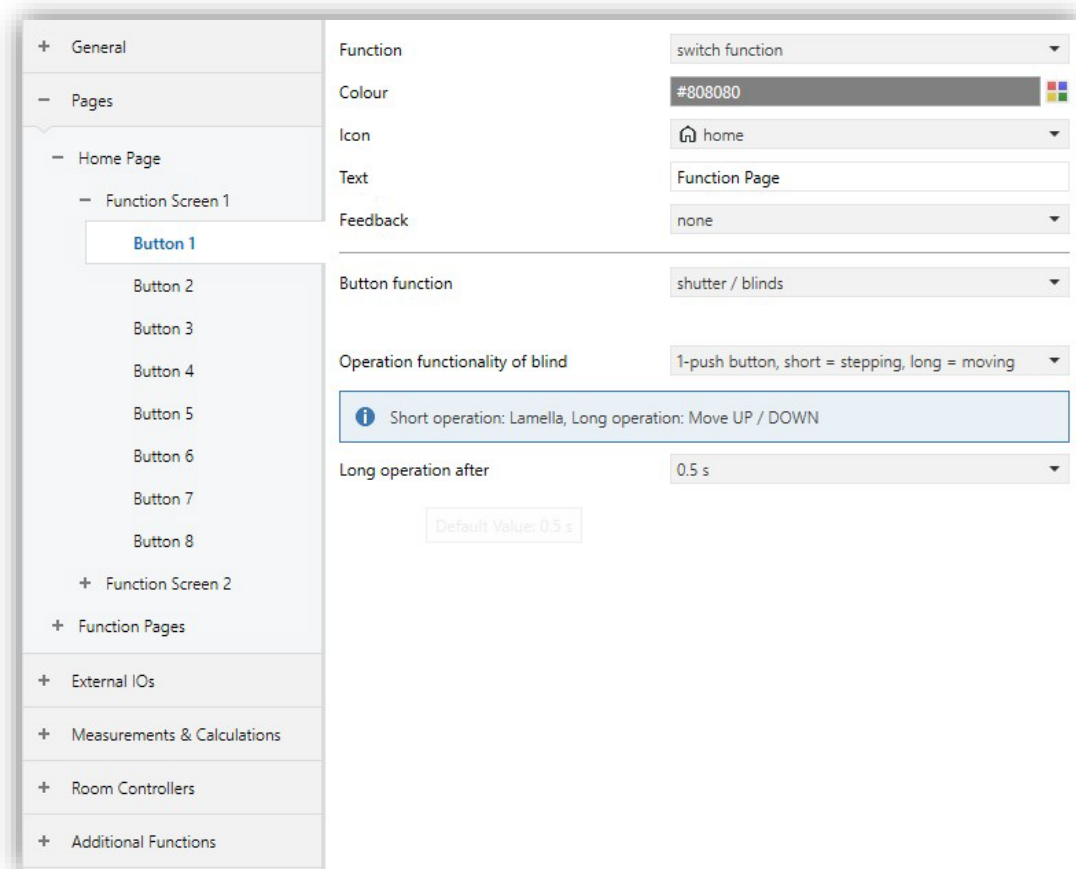 General
Pages
Home Page
Function Screen 1
Button 1
Button 2
Button 3
Button 4
Button 5
Button 6
Button 7
Button 8
Function Screen 2
Function Pages
External IOs
Measurements & Calculations
Room Controllers
Additional Functions
Function switch function
Colour #808080
Icon home
Text Function Page
Feedback none
Button function shutter / blinds
Operation functionality of blind 1-push button, short = stepping, long = moving
Short operation: Lamella, Long operation: Move UP / DOWN
Long operation after 0.5 s
Default Value: 0.5 s